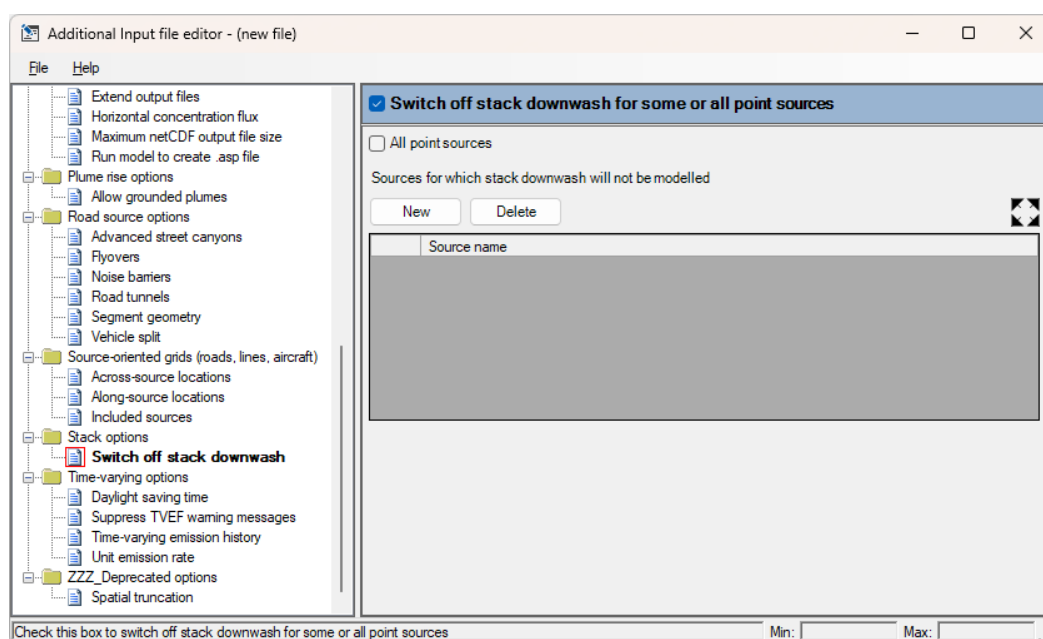 Additional Input file editor - (new file)
File Help
Extend output files
Horizontal concentration flux
Maximum netCDF output file size
Run model to create .asp file
Plume rise options
Allow grounded plumes
Road source options
Advanced street canyons
Flyovers
Noise barriers
Road tunnels
Segment geometry
Vehicle split
Source-oriented grids (roads, lines, aircraft)
Across-source locations
Along-source locations
Included sources
Stack options
Switch off stack downwash
Time-varying options
Daylight saving time
Suppress TVEF warning messages
Time-varying emission history
Unit emission rate
ZZZ_Deprecated options
Spatial truncation
Switch off stack downwash for some or all point sources
All point sources
Sources for which stack downwash will not be modelled
New Delete
Source name
Check this box to switch off stack downwash for some or all point sources Min: Max: